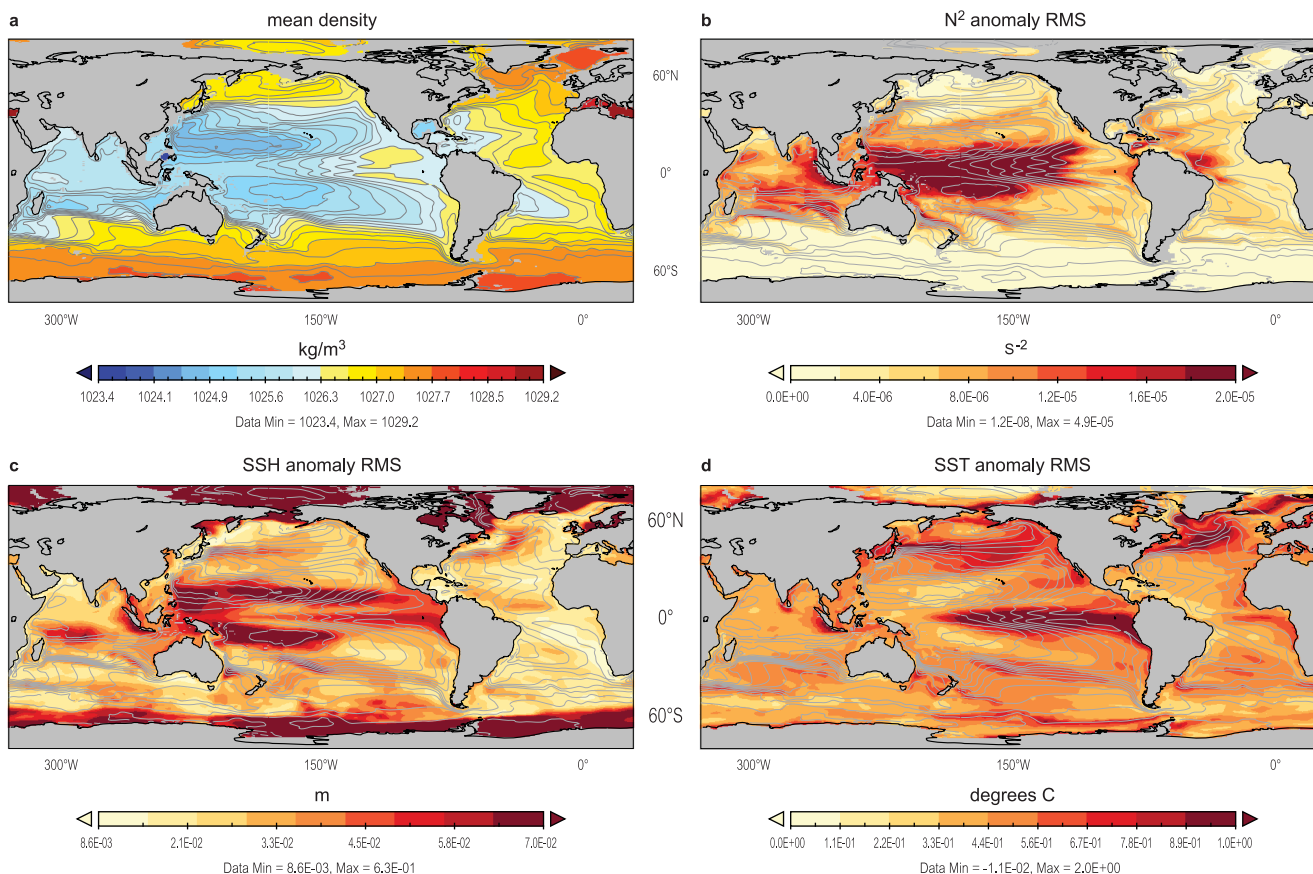 a
mean density
60°N
0°
60°S
300°W 150°W 0°
kg/m³
1023.4 1024.1 1024.9 1025.6 1026.3 1027.0 1027.7 1028.5 1029.2
Data Min = 1023.4, Max = 1029.2
b
N² anomaly RMS
300°W 150°W 0°
s⁻²
0.0E+00 4.0E-06 8.0E-06 1.2E-05 1.6E-05 2.0E-05
Data Min = 1.2E-08, Max = 4.9E-05
c
SSH anomaly RMS
60°N
0°
60°S
300°W 150°W 0°
m
8.6E-03 2.1E-02 3.3E-02 4.5E-02 5.8E-02 7.0E-02
Data Min = 8.6E-03, Max = 6.3E-01
d
SST anomaly RMS
300°W 150°W 0°
degrees C
0.0E+00 1.1E-01 2.2E-01 3.3E-01 4.4E-01 5.6E-01 6.7E-01 7.8E-01 8.9E-01 1.0E+00
Data Min = -1.1E-02, Max = 2.0E+00